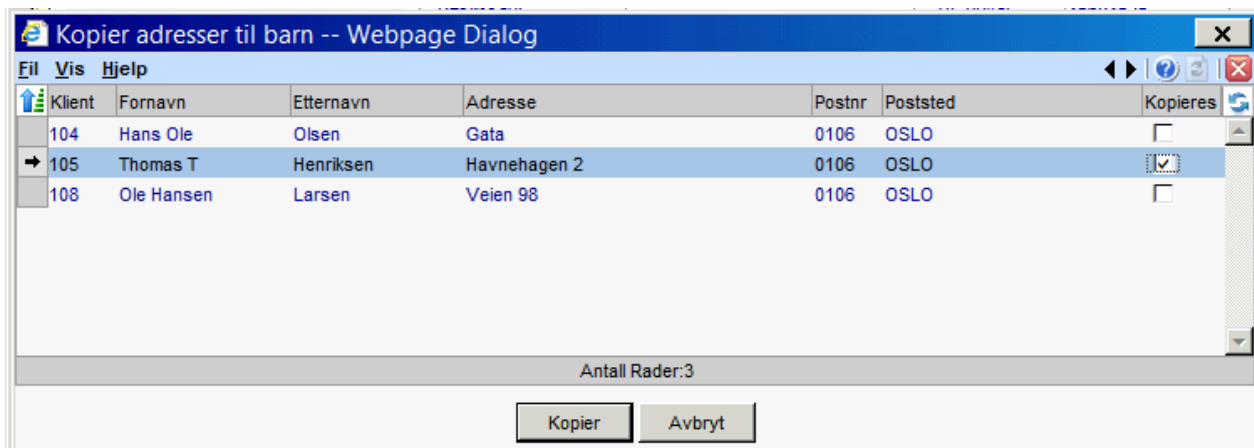 Kopier adresser til barn -- Webpage Dialog
Fil Vis Hjelp
Klient Fornavn Etternavn Adresse Postnr Poststed Kopieres
104 Hans Ole Olsen Gata 0106 OSLO
105 Thomas T Henriksen Havnehagen 2 0106 OSLO
108 Ole Hansen Larsen Veien 98 0106 OSLO
Antall Rader:3
Kopier Avbryt